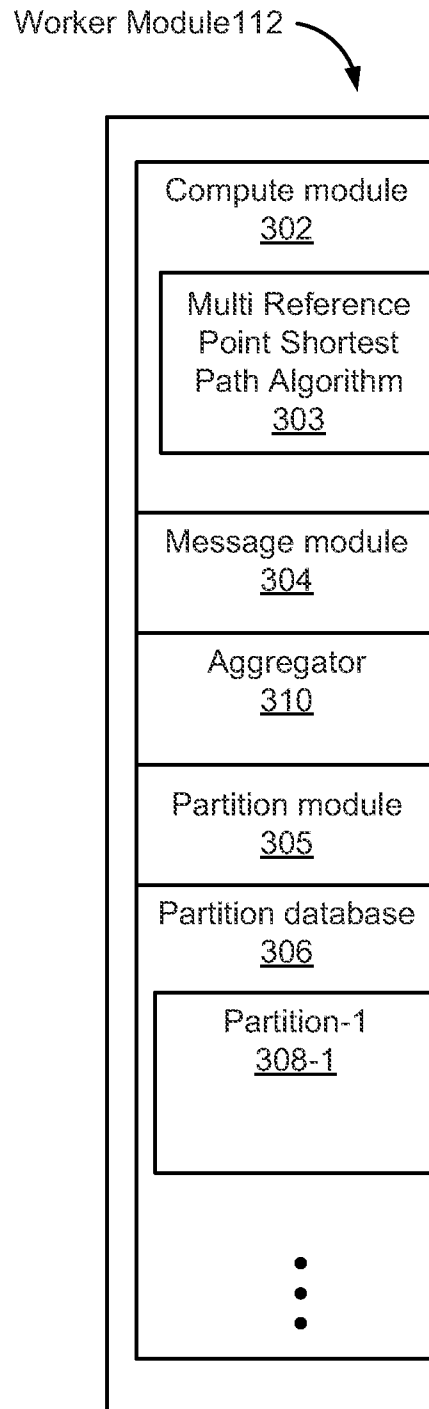 Worker Module112
Compute module
302
Multi Reference
Point Shortest
Path Algorithm
303
Message module
304
Aggregator
310
Partition module
305
Partition database
306
Partition-1
308-1